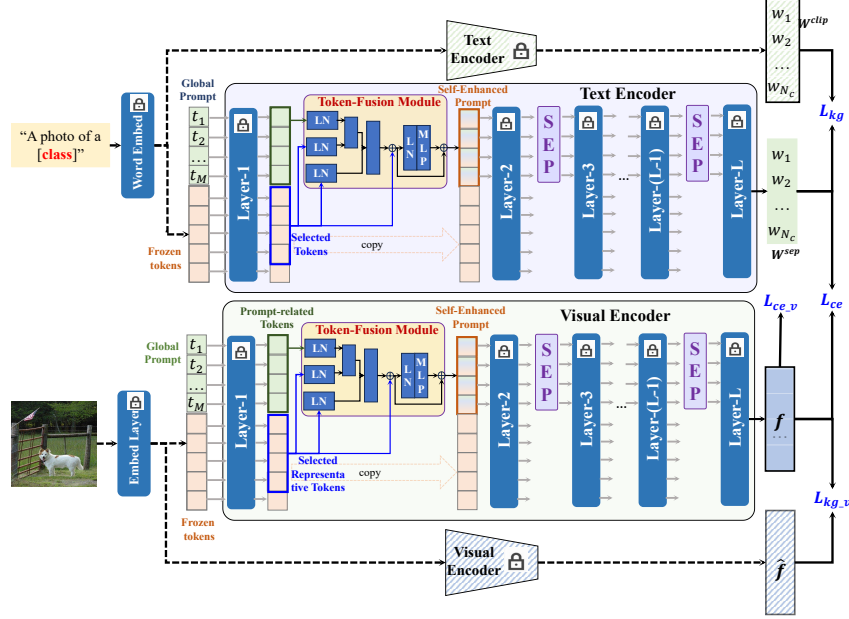 Text
Encoder
w1
W^clip
w2
...
wNc
Lkg
Global
Prompt
Word Embed
"A photo of a
[class]"
t1
t2
...
tM
Frozen
tokens
Layer-1
Token-Fusion Module
LN
LN
LN
LN
MLP
Selected
Tokens
copy
Self-Enhanced
Prompt
Text Encoder
Layer-2
SEP
Layer-3
...
Layer-(L-1)
SEP
Layer-L
w1
w2
...
wNc
W^sep
Lce_v
Lce
Visual Encoder
Prompt-related
Tokens
Global
Prompt
t1
t2
...
tM
Embed Layer
Frozen
tokens
Layer-1
Token-Fusion Module
LN
LN
LN
LN
MLP
Selected
Representa
tive Tokens
copy
Self-Enhanced
Prompt
Layer-2
SEP
Layer-3
...
Layer-(L-1)
SEP
Layer-L
f
...
Lkg_v
Visual
Encoder
f̂